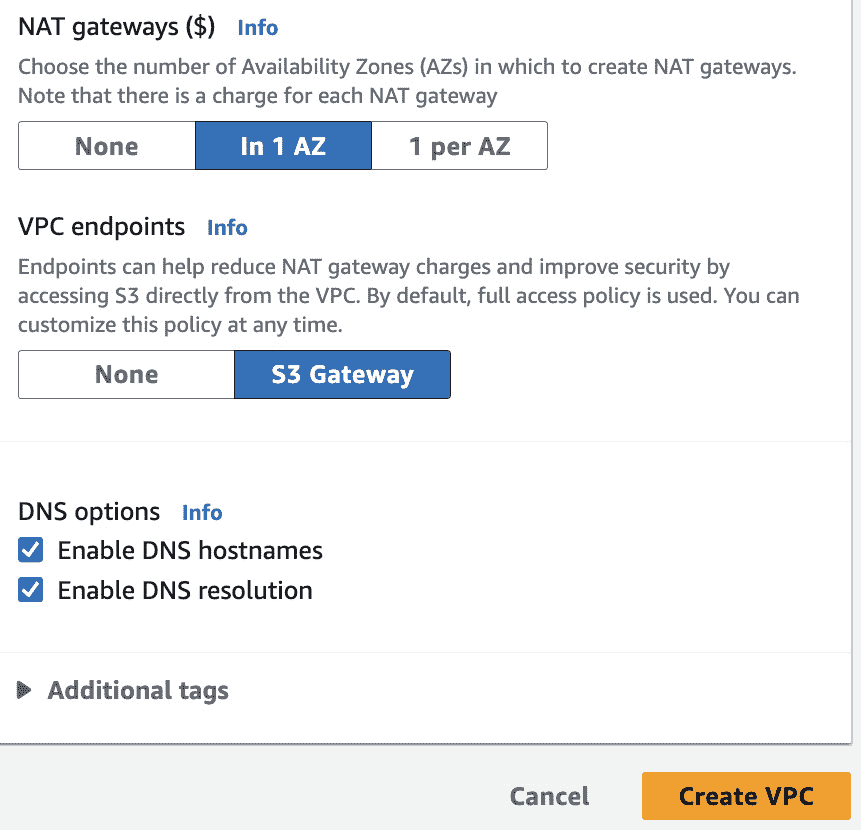 NAT gateways ($) Info
Choose the number of Availability Zones (AZs) in which to create NAT gateways.
Note that there is a charge for each NAT gateway
None In 1 AZ 1 per AZ
VPC endpoints Info
Endpoints can help reduce NAT gateway charges and improve security by
accessing S3 directly from the VPC. By default, full access policy is used. You can
customize this policy at any time.
None S3 Gateway
DNS options Info
Enable DNS hostnames
Enable DNS resolution
Additional tags
Cancel Create VPC